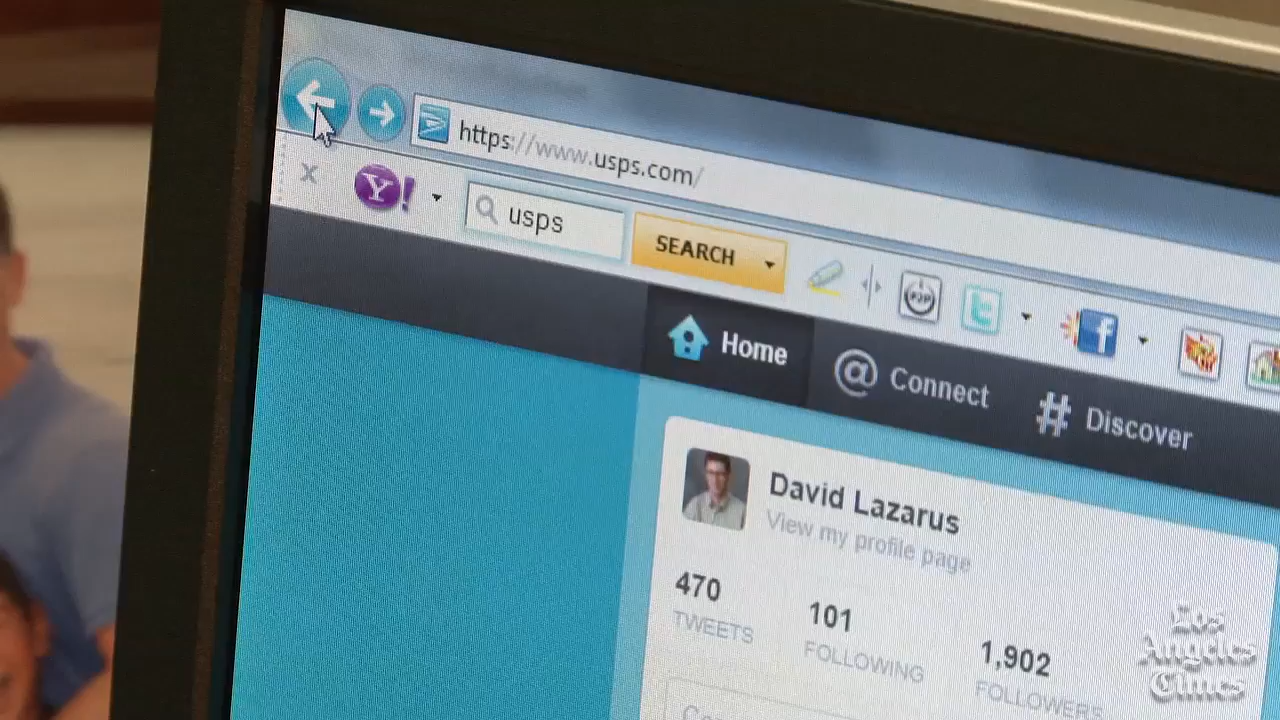 https://www.usps.com/
Y!
usps
SEARCH
P2P
t
f
Home
@ Connect
# Discover
David Lazarus
View my profile page
470
TWEETS
101
FOLLOWING
1,902
FOLLOWERS
Los
Angeles
Times